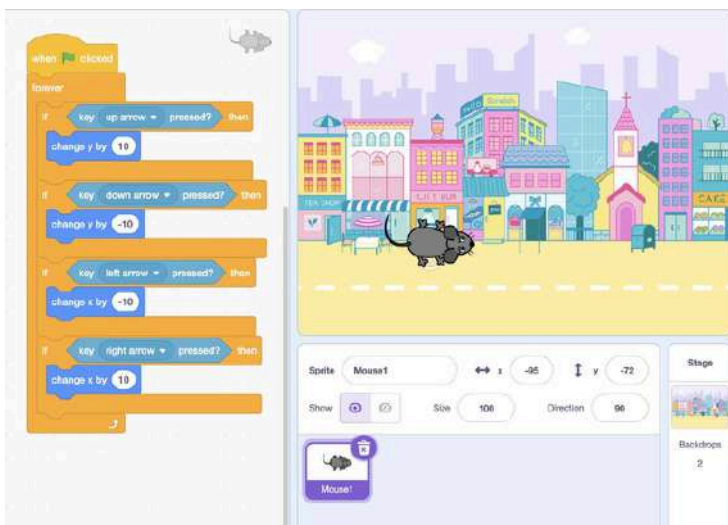 when clicked
forever
if key up arrow pressed? then
change y by 10
if key down arrow pressed? then
change y by -10
if key left arrow pressed? then
change x by -10
if key right arrow pressed? then
change x by 10
TEA SHOP
CAKE
Sprite Mouse1 x -95 y -72
Show Size 100 Direction 90
Mouse1
Stage
Backdrops
2